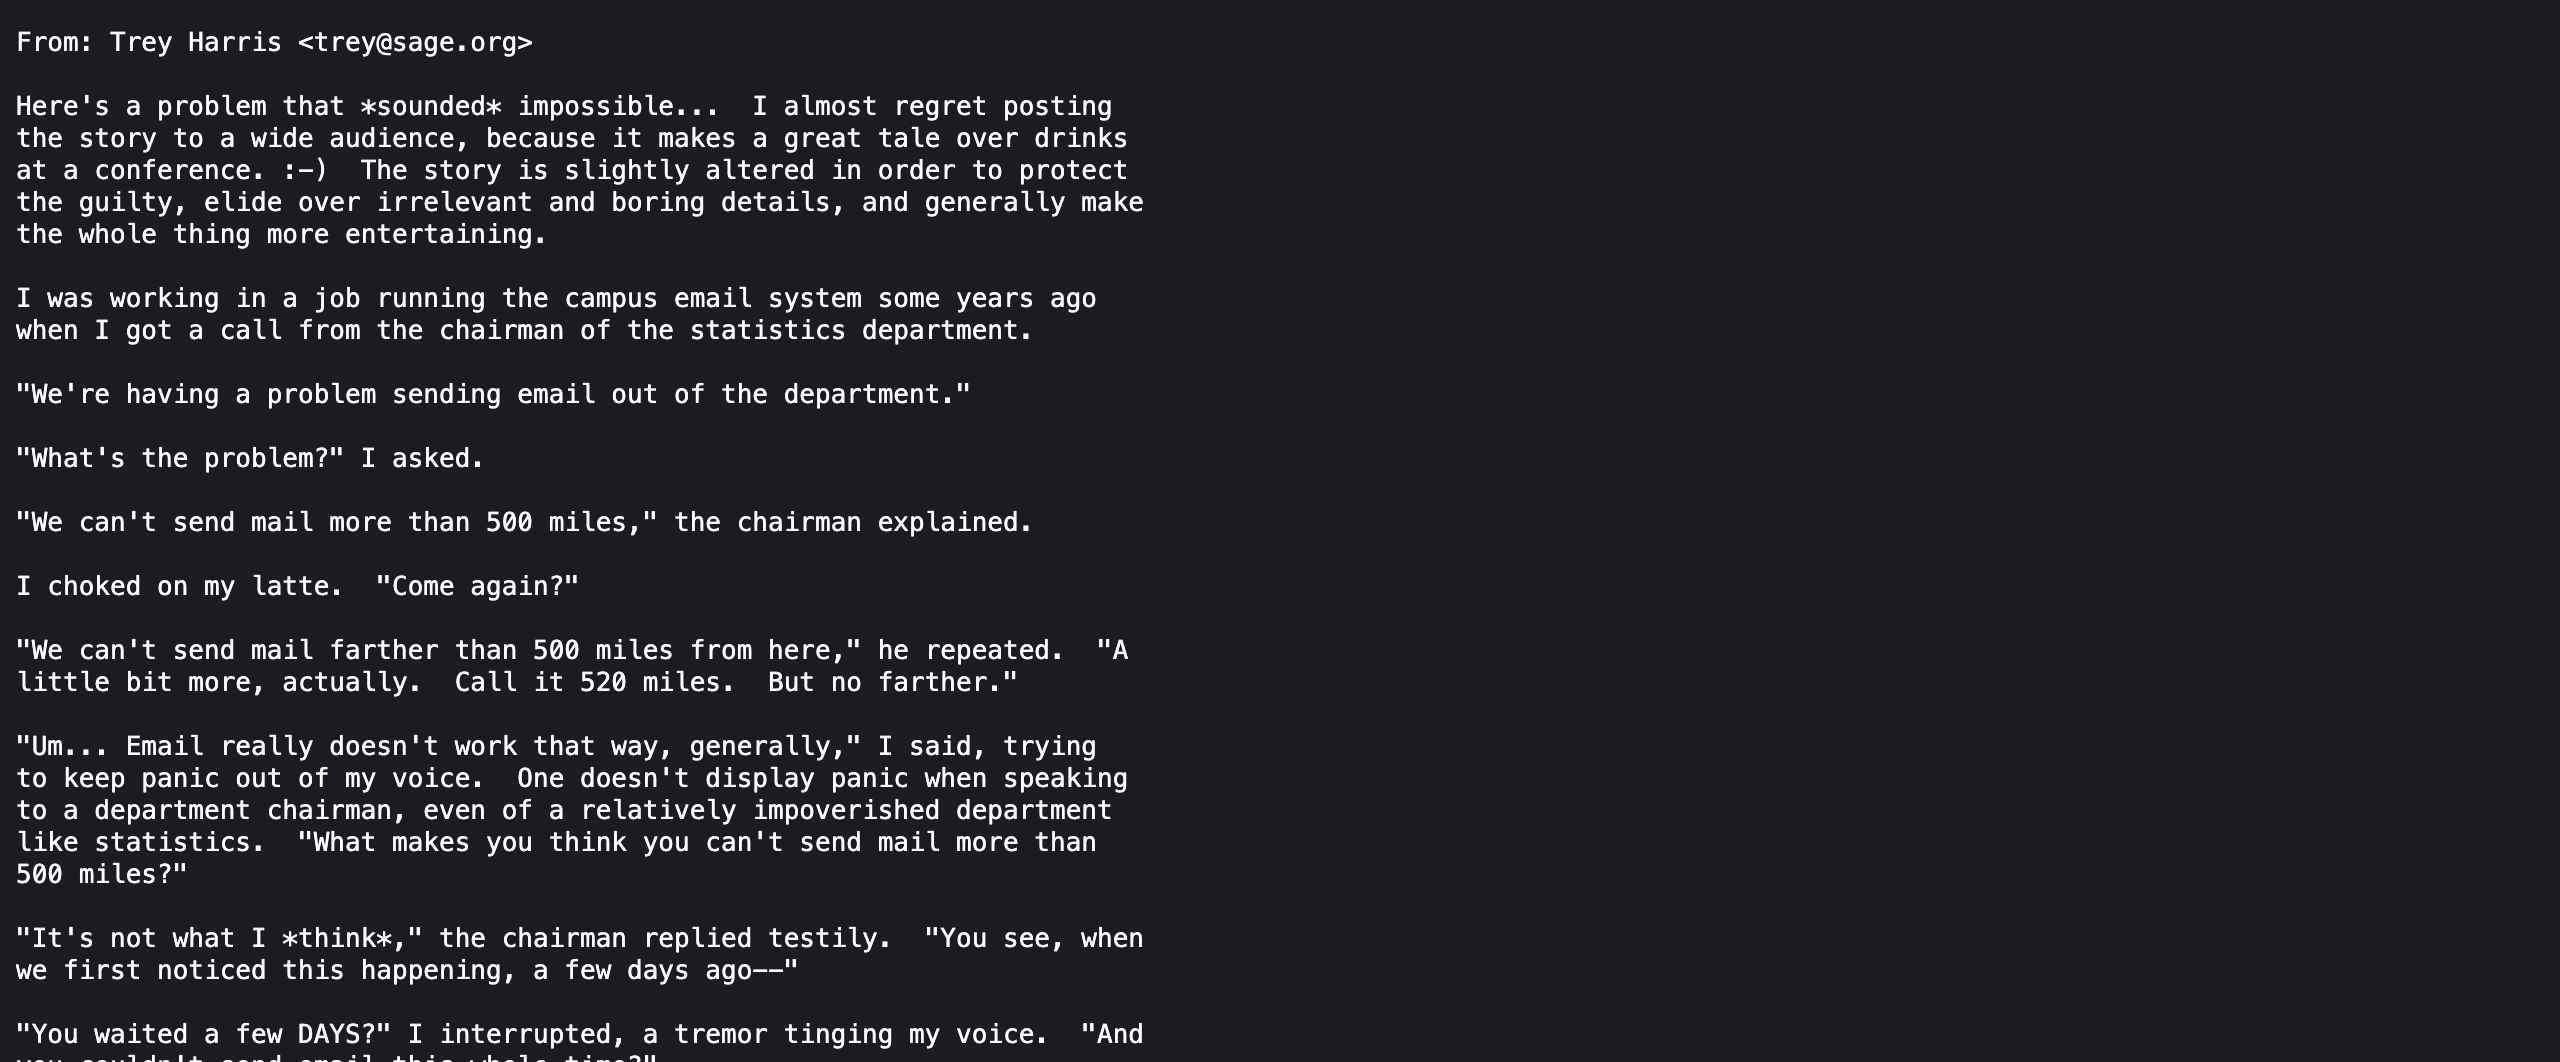 From: Trey Harris <trey@sage.org>
Here's a problem that *sounded* impossible...  I almost regret posting
the story to a wide audience, because it makes a great tale over drinks
at a conference. :-)  The story is slightly altered in order to protect
the guilty, elide over irrelevant and boring details, and generally make
the whole thing more entertaining.
I was working in a job running the campus email system some years ago
when I got a call from the chairman of the statistics department.
"We're having a problem sending email out of the department."
"What's the problem?" I asked.
"We can't send mail more than 500 miles," the chairman explained.
I choked on my latte.  "Come again?"
"We can't send mail farther than 500 miles from here," he repeated.  "A
little bit more, actually.  Call it 520 miles.  But no farther."
"Um... Email really doesn't work that way, generally," I said, trying
to keep panic out of my voice.  One doesn't display panic when speaking
to a department chairman, even of a relatively impoverished department
like statistics.  "What makes you think you can't send mail more than
500 miles?"
"It's not what I *think*," the chairman replied testily.  "You see, when
we first noticed this happening, a few days ago--"
"You waited a few DAYS?" I interrupted, a tremor tinging my voice.  "And
you couldn't send email this whole time?"